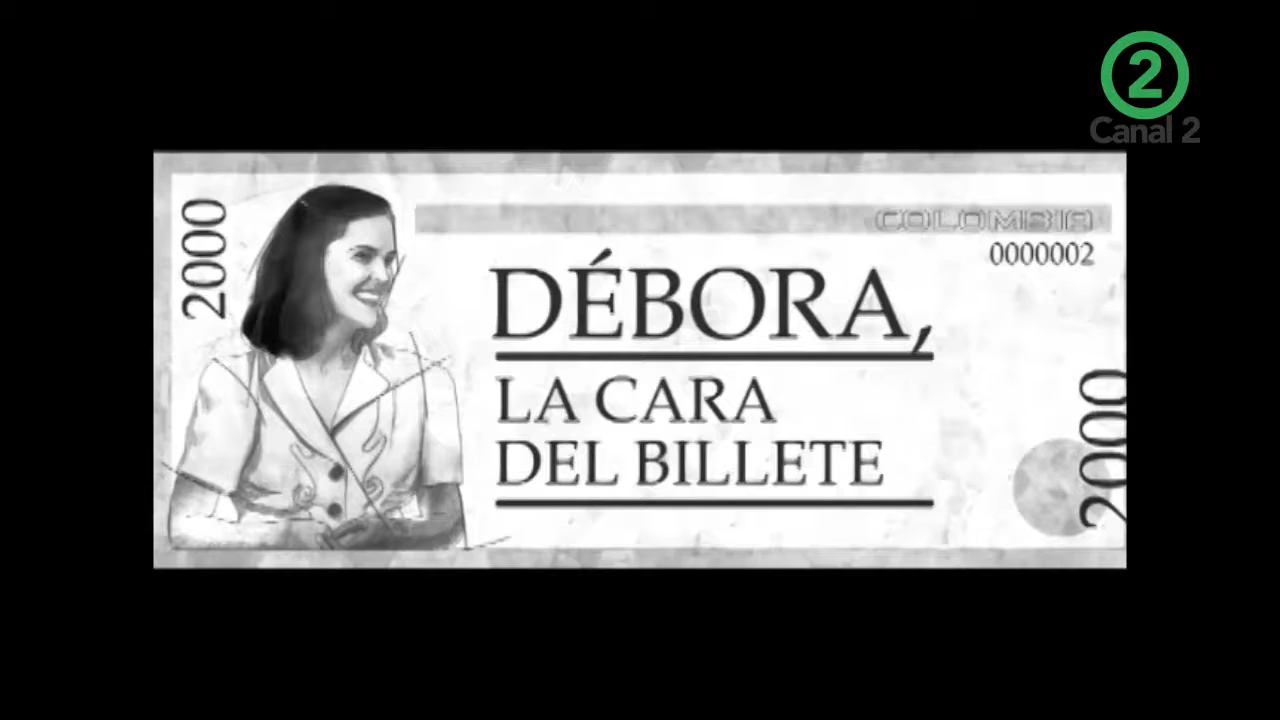 2
Canal 2
2000
COLOMBIA
0000002
DÉBORA,
LA CARA
DEL BILLETE
2000